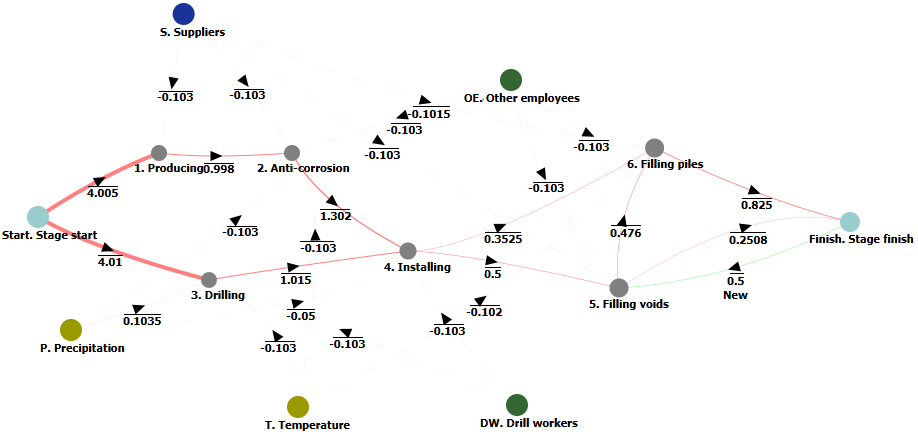 S. Suppliers
-0.103
-0.103
OE. Other employees
-0.1015
-0.103
-0.103
-0.103
1. Producing
0.998
2. Anti-corrosion
6. Filling piles
4.005
-0.103
0.825
1.302
Start. Stage start
-0.103
-0.103
0.3525
0.476
0.2508
Finish. Stage finish
4.01
1.015
4. Installing
0.5
0.5
New
3. Drilling
5. Filling voids
0.1035
-0.05
-0.102
-0.103
P. Precipitation
-0.103
-0.103
T. Temperature
DW. Drill workers